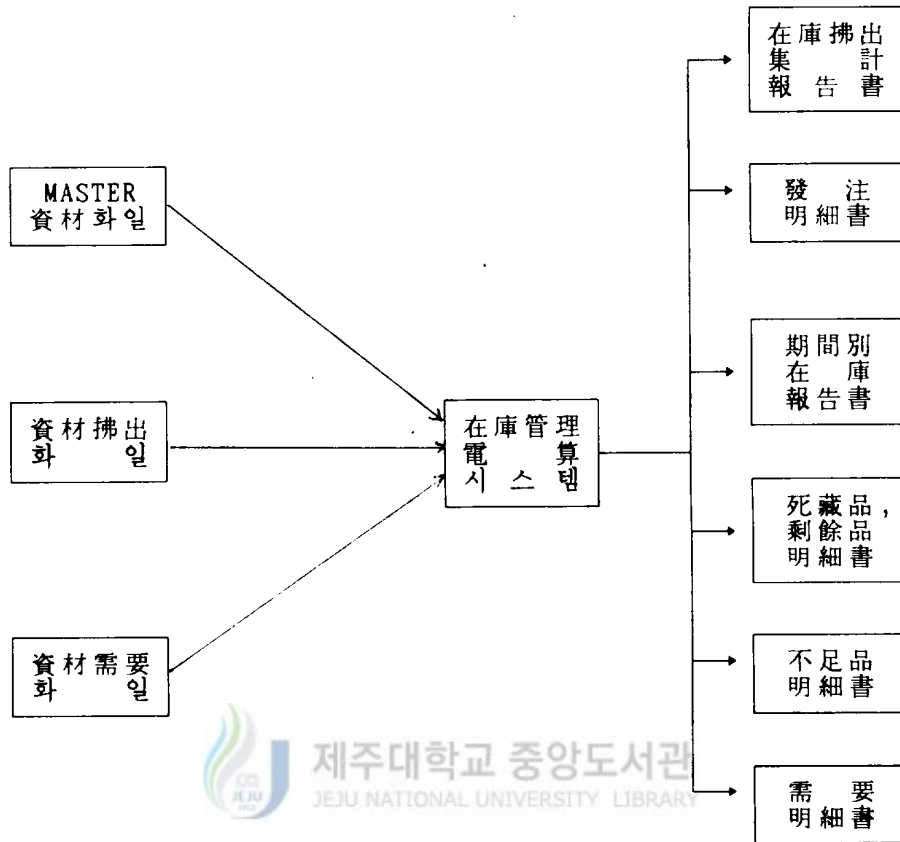 MASTER
資材화일
資材拂出
화일
資材需要
화일
在庫管理
電算
시스템
在庫拂出
集計
報告書
發注
明細書
期間別
在庫
報告書
死藏品,
剩餘品
明細書
不足品
明細書
需要
明細書
JEJU
1952
제주대학교 중앙도서관
JEJU NATIONAL UNIVERSITY LIBRARY